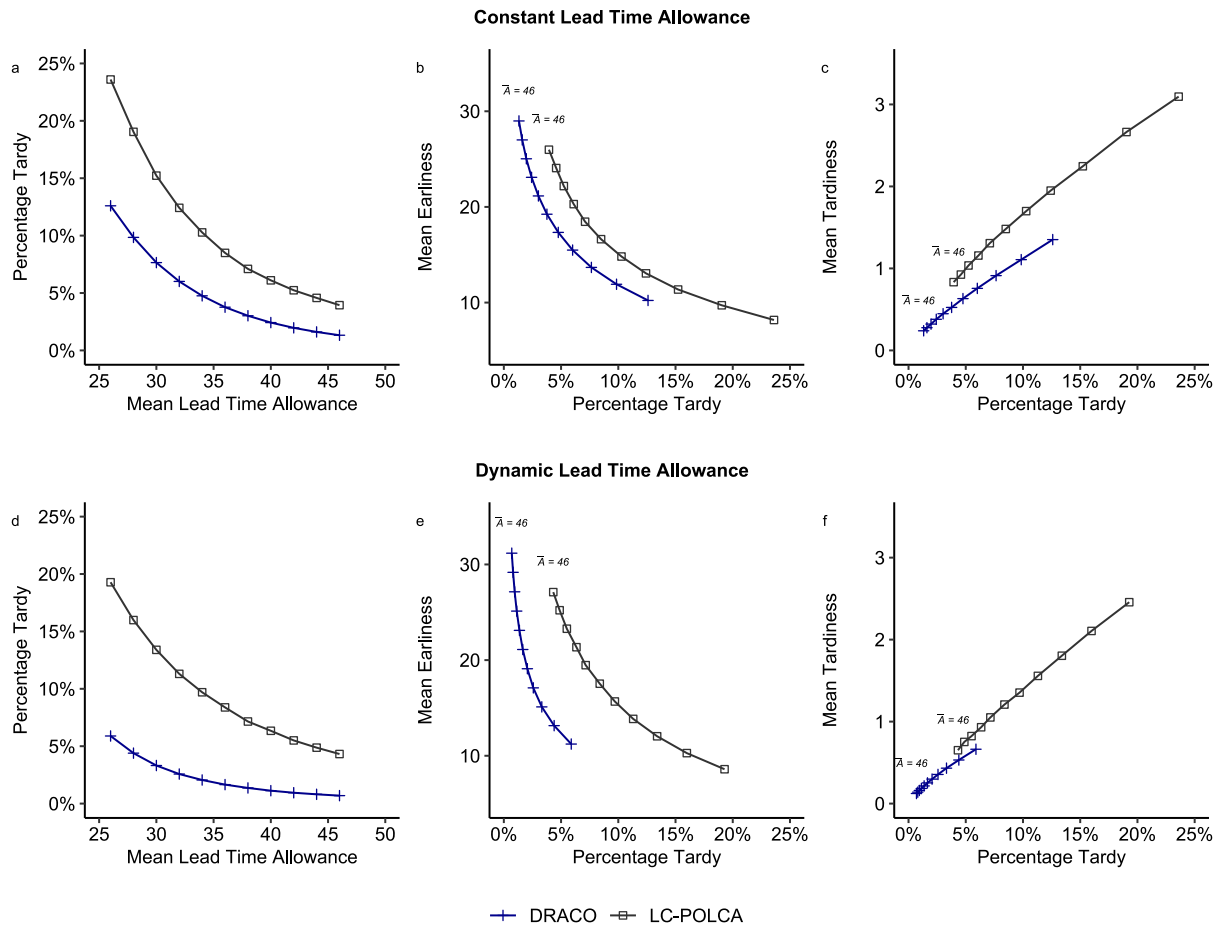 Constant Lead Time Allowance
a
25%
20%
15%
10%
5%
0%
Percentage Tardy
25
30
35
40
45
50
Mean Lead Time Allowance
b
30
20
10
Mean Earliness
A̅ = 46
A̅ = 46
0%
5%
10%
15%
20%
25%
Percentage Tardy
c
3
2
1
0
Mean Tardiness
A̅ = 46
A̅ = 46
0%
5%
10%
15%
20%
25%
Percentage Tardy
Dynamic Lead Time Allowance
d
25%
20%
15%
10%
5%
0%
Percentage Tardy
25
30
35
40
45
50
Mean Lead Time Allowance
e
30
20
10
Mean Earliness
A̅ = 46
A̅ = 46
0%
5%
10%
15%
20%
25%
Percentage Tardy
f
3
2
1
0
Mean Tardiness
A̅ = 46
A̅ = 46
0%
5%
10%
15%
20%
25%
Percentage Tardy
DRACO
LC-POLCA